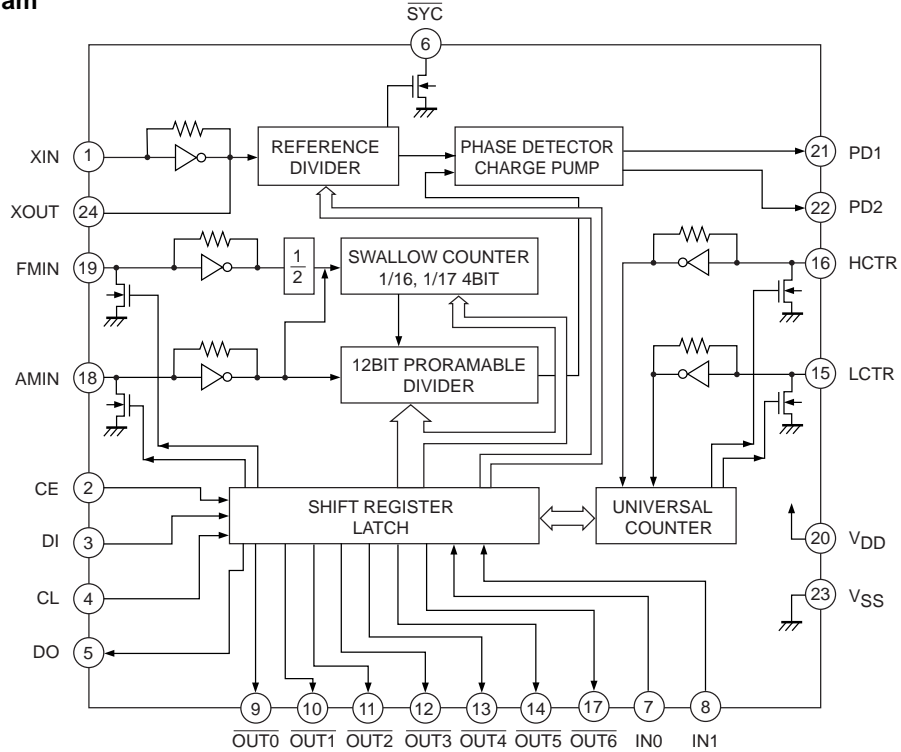 am
SYC
6
XIN
1
REFERENCE
DIVIDER
PHASE DETECTOR
CHARGE PUMP
21
PD1
XOUT
24
22
PD2
FMIN
19
1
2
SWALLOW COUNTER
1/16, 1/17 4BIT
16
HCTR
AMIN
18
12BIT PRORAMABLE
DIVIDER
15
LCTR
CE
2
SHIFT REGISTER
LATCH
UNIVERSAL
COUNTER
DI
3
20
VDD
CL
4
23
VSS
DO
5
9
10
11
12
13
14
17
7
8
OUT0
OUT1
OUT2
OUT3
OUT4
OUT5
OUT6
IN0
IN1